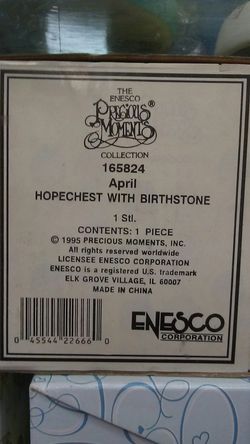 THE
ENESCO
PRECIOUS
MOMENTS®
COLLECTION
165824
April
HOPECHEST WITH BIRTHSTONE
1 Stl.
CONTENTS: 1 PIECE
© 1995 PRECIOUS MOMENTS, INC.
All rights reserved worldwide
LICENSEE ENESCO CORPORATION
ENESCO is a registered U.S. trademark
ELK GROVE VILLAGE, IL 60007
MADE IN CHINA
0 45544 22666 0
ENESCO
CORPORATION